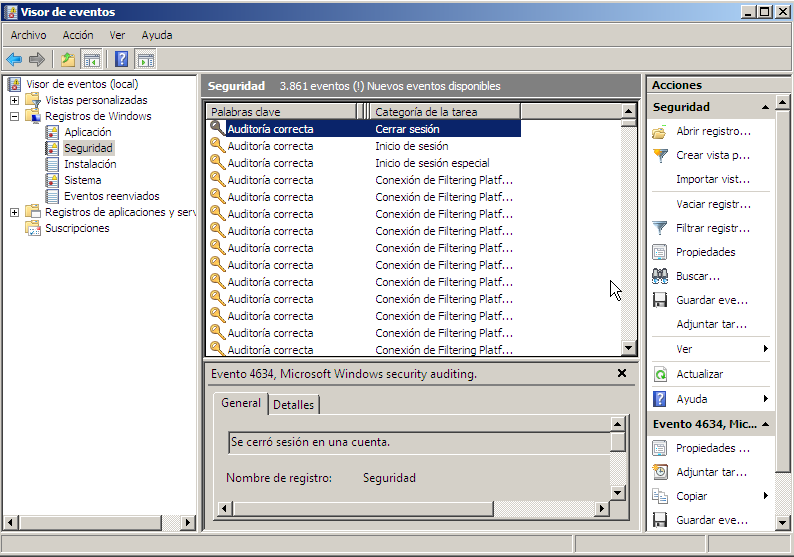 Visor de eventos
Archivo Acción Ver Ayuda
Visor de eventos (local)
Vistas personalizadas
Registros de Windows
Aplicación
Seguridad
Instalación
Sistema
Eventos reenviados
Registros de aplicaciones y serv
Suscripciones
Seguridad 3.861 eventos (!) Nuevos eventos disponibles
Palabras clave Categoría de la tarea
Auditoría correcta Cerrar sesión
Auditoría correcta Inicio de sesión
Auditoría correcta Inicio de sesión especial
Auditoría correcta Conexión de Filtering Platf...
Auditoría correcta Conexión de Filtering Platf...
Auditoría correcta Conexión de Filtering Platf...
Auditoría correcta Conexión de Filtering Platf...
Auditoría correcta Conexión de Filtering Platf...
Auditoría correcta Conexión de Filtering Platf...
Auditoría correcta Conexión de Filtering Platf...
Auditoría correcta Conexión de Filtering Platf...
Auditoría correcta Conexión de Filtering Platf...
Auditoría correcta Conexión de Filtering Platf...
Auditoría correcta Conexión de Filtering Platf...
Evento 4634, Microsoft Windows security auditing.
General Detalles
Se cerró sesión en una cuenta.
Nombre de registro: Seguridad
Acciones
Seguridad
Abrir registro...
Crear vista p...
Importar vist...
Vaciar registr...
Filtrar registr...
Propiedades
Buscar...
Guardar eve...
Adjuntar tar...
Ver
Actualizar
Ayuda
Evento 4634, Mic...
Propiedades ...
Adjuntar tar...
Copiar
Guardar eve...